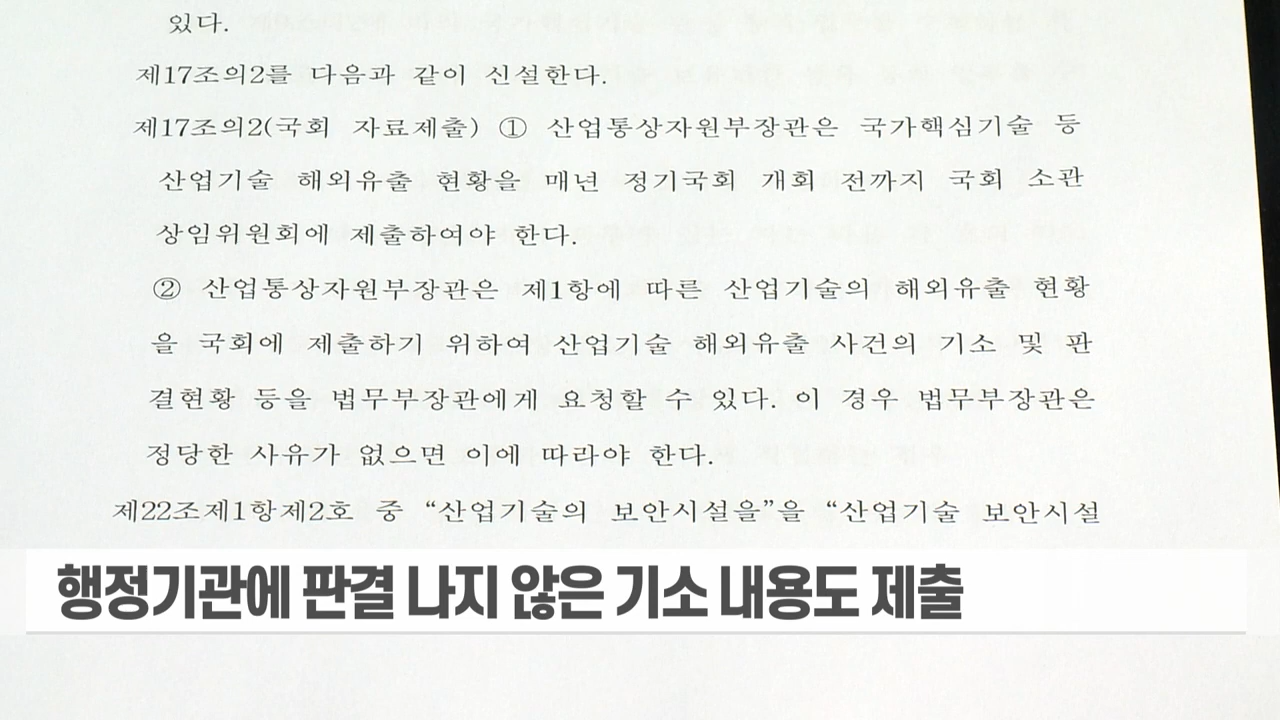 있다.
제17조의2를 다음과 같이 신설한다.
제17조의2(국회 자료제출) ① 산업통상자원부장관은 국가핵심기술 등
산업기술 해외유출 현황을 매년 정기국회 개회 전까지 국회 소관
상임위원회에 제출하여야 한다.
② 산업통상자원부장관은 제1항에 따른 산업기술의 해외유출 현황
을 국회에 제출하기 위하여 산업기술 해외유출 사건의 기소 및 판
결현황 등을 법무부장관에게 요청할 수 있다. 이 경우 법무부장관은
정당한 사유가 없으면 이에 따라야 한다.
제22조제1항제2호 중 “산업기술의 보안시설을”을 “산업기술 보안시설
행정기관에 판결 나지 않은 기소 내용도 제출